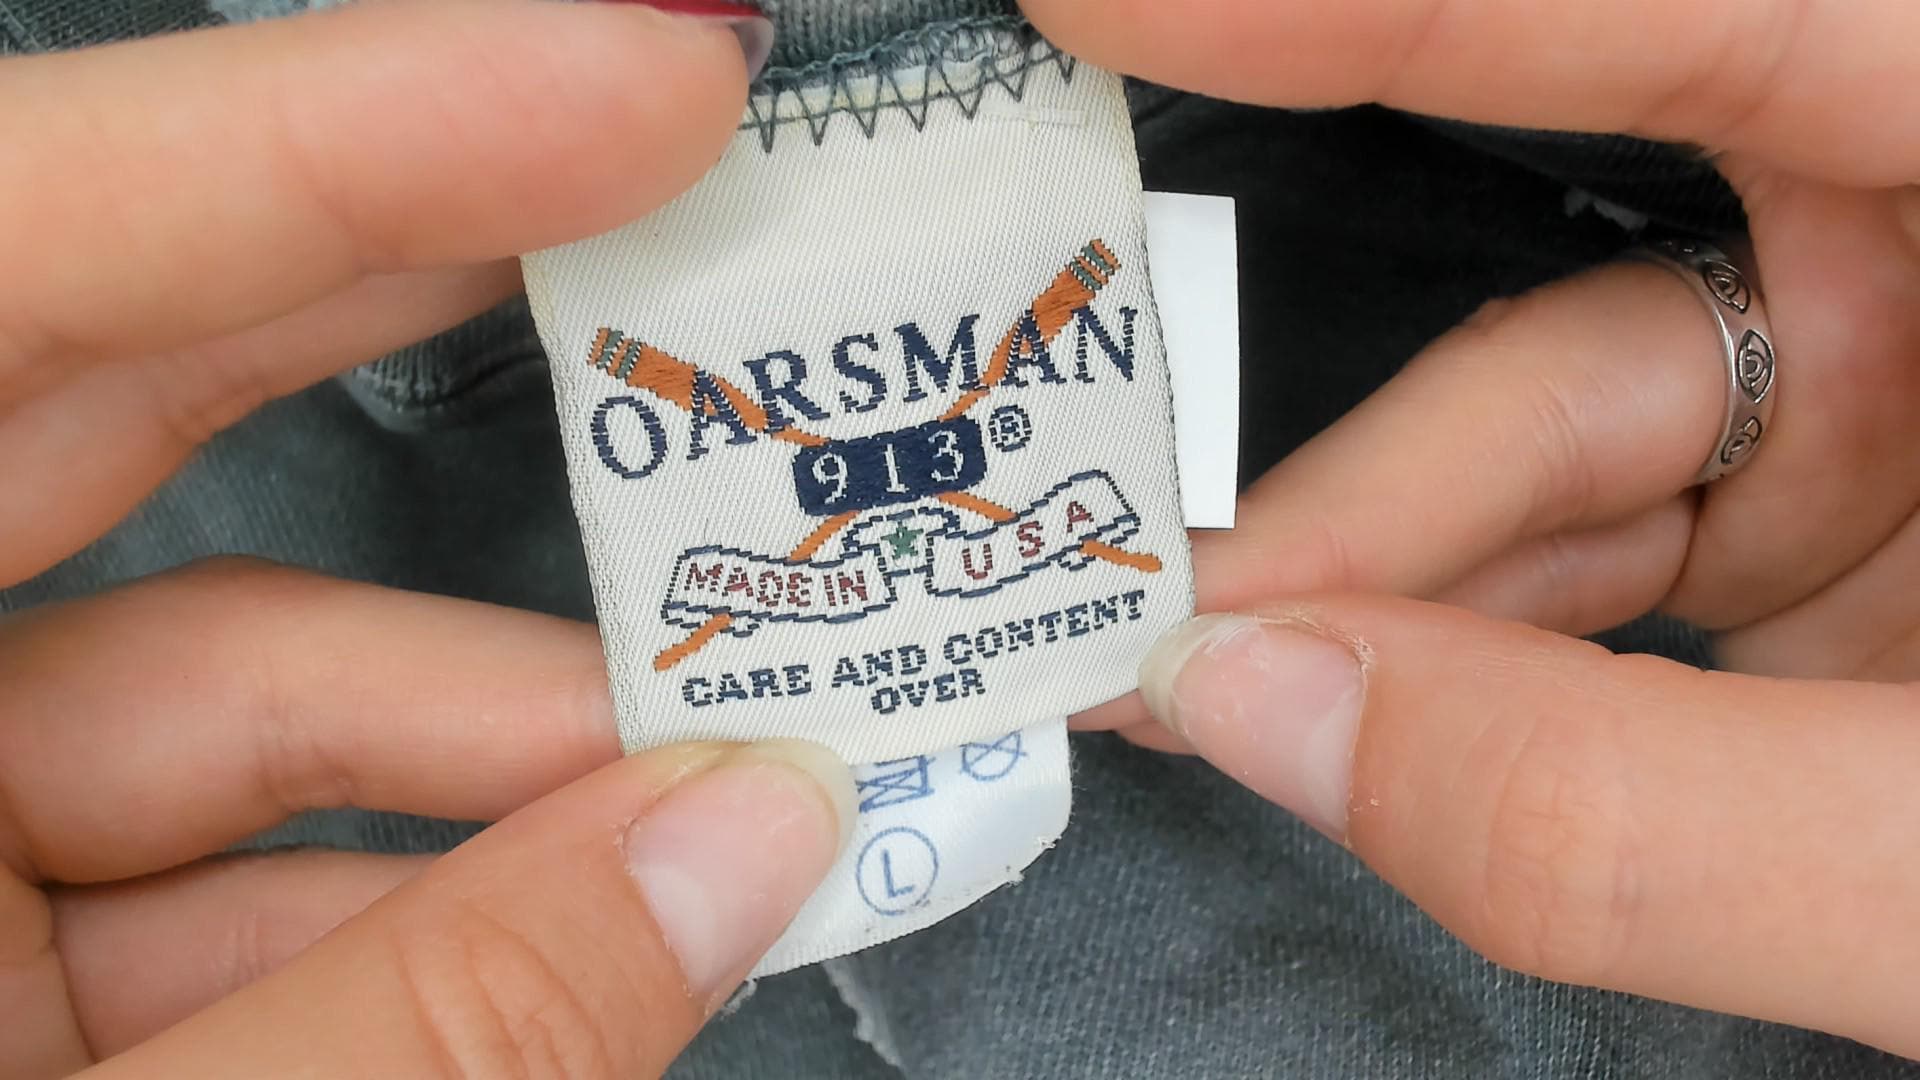 OARSMAN
913®
MADE IN USA
CARE AND CONTENT
OVER
L